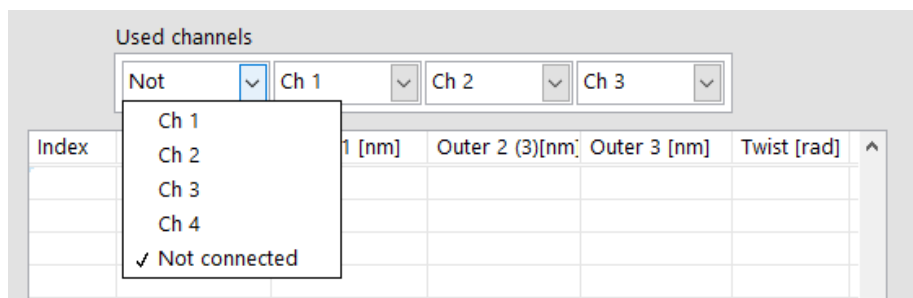 Used channels
Not Ch 1 Ch 2 Ch 3
Ch 1
Ch 2
Ch 3
Ch 4
✓ Not connected
Index 1 [nm] Outer 2 (3)[nm] Outer 3 [nm] Twist [rad]